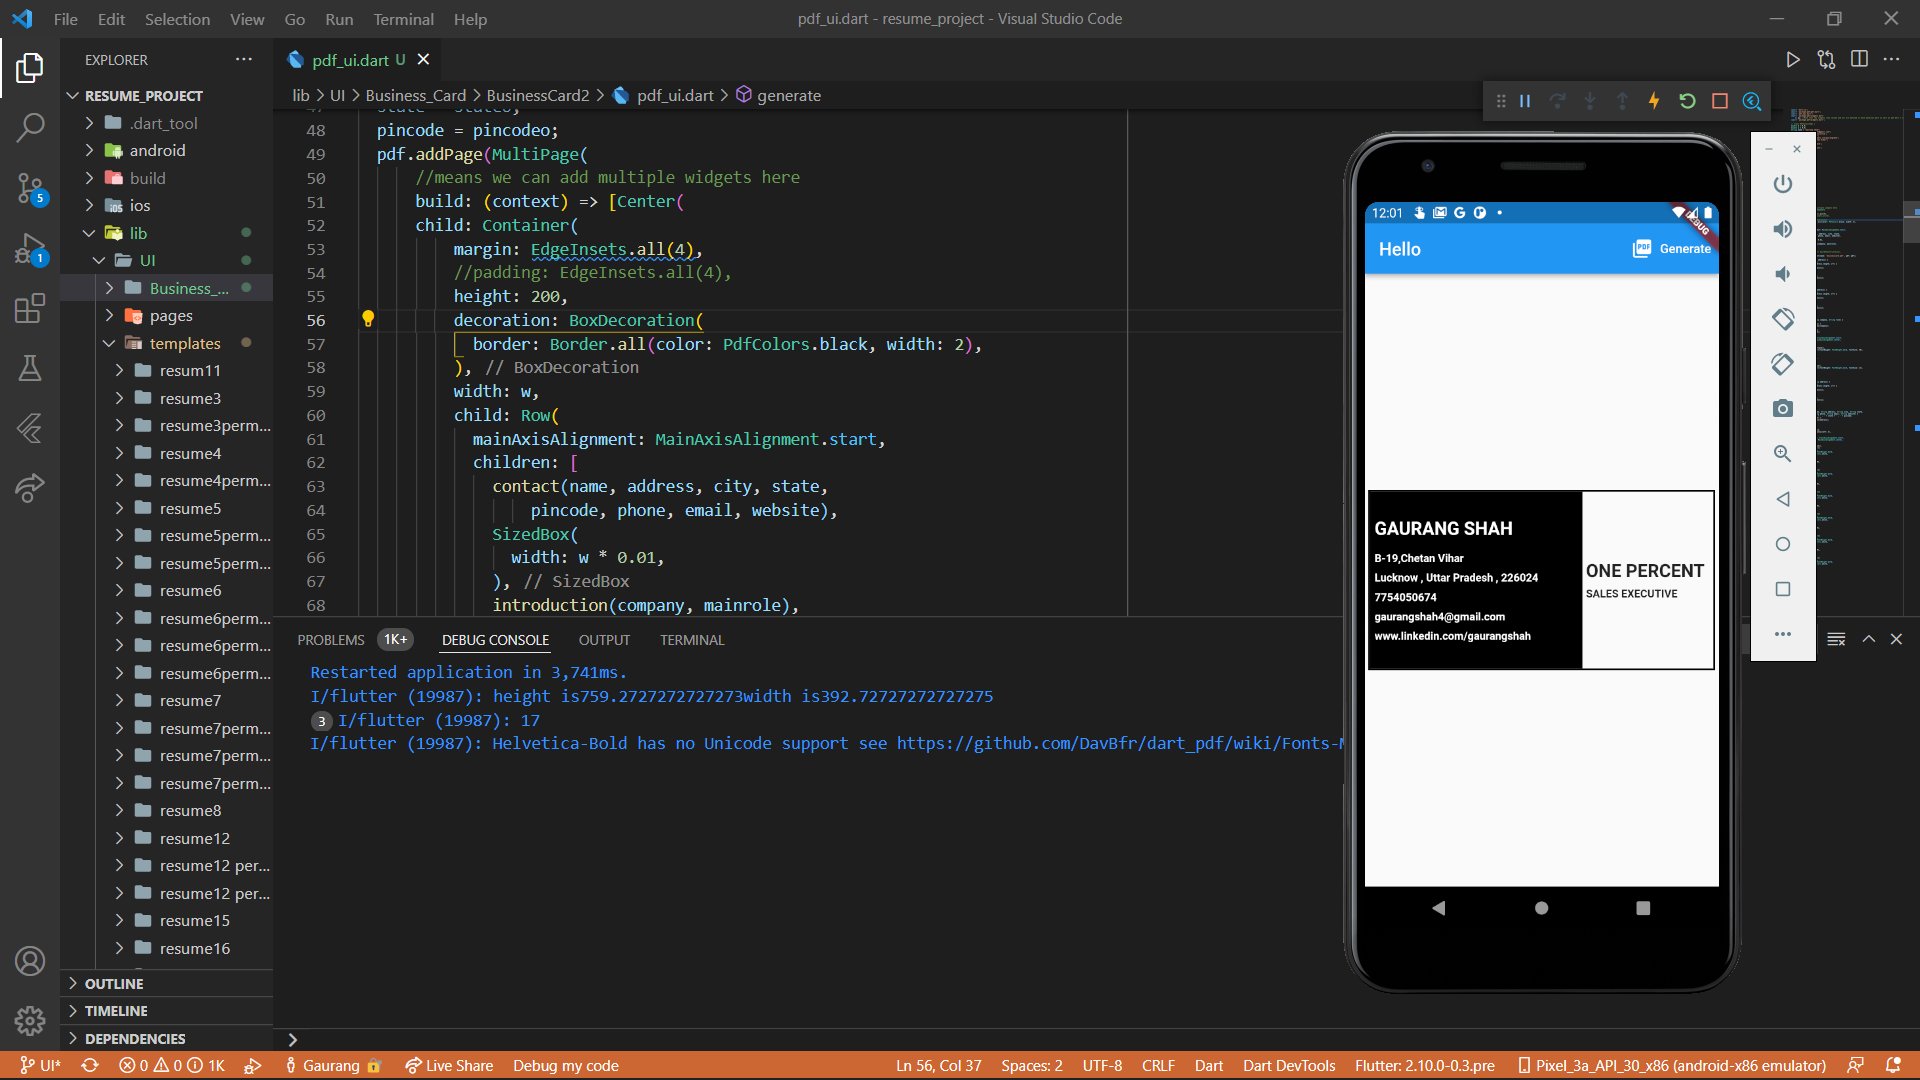 File Edit Selection View Go Run Terminal Help
pdf_ui.dart - resume_project - Visual Studio Code
EXPLORER
RESUME_PROJECT
.dart_tool
android
build
ios
lib
UI
Business_...
pages
templates
resum11
resume3
resume3perm...
resume4
resume4perm...
resume5
resume5perm...
resume5perm...
resume6
resume6perm...
resume6perm...
resume6perm...
resume7
resume7perm...
resume7perm...
resume7perm...
resume8
resume12
resume12 per...
resume12 per...
resume15
resume16
OUTLINE
TIMELINE
DEPENDENCIES
5
1
pdf_ui.dart U
lib > UI > Business_Card > BusinessCard2 > pdf_ui.dart > generate
48 pincode = pincodeo;
49 pdf.addPage(MultiPage(
50 //means we can add multiple widgets here
51 build: (context) => [Center(
52 child: Container(
53 margin: EdgeInsets.all(4),
54 //padding: EdgeInsets.all(4),
55 height: 200,
56 decoration: BoxDecoration(
57 border: Border.all(color: PdfColors.black, width: 2),
58 ), // BoxDecoration
59 width: w,
60 child: Row(
61 mainAxisAlignment: MainAxisAlignment.start,
62 children: [
63 contact(name, address, city, state,
64 pincode, phone, email, website),
65 SizedBox(
66 width: w * 0.01,
67 ), // SizedBox
68 introduction(company, mainrole),
PROBLEMS 1K+ DEBUG CONSOLE OUTPUT TERMINAL
Restarted application in 3,741ms.
I/flutter (19987): height is759.2727272727273width is392.72727272727275
3 I/flutter (19987): 17
I/flutter (19987): Helvetica-Bold has no Unicode support see https://github.com/DavBfr/dart_pdf/wiki/Fonts-M
12:01
DEBUG
Hello
PDF Generate
GAURANG SHAH
B-19,Chetan Vihar
Lucknow , Uttar Pradesh , 226024
7754050674
gaurangshah4@gmail.com
www.linkedin.com/gaurangshah
ONE PERCENT
SALES EXECUTIVE
UI* 0 0 1K Gaurang Live Share Debug my code
Ln 56, Col 37 Spaces: 2 UTF-8 CRLF Dart Dart DevTools Flutter: 2.10.0-0.3.pre Pixel_3a_API_30_x86 (android-x86 emulator)